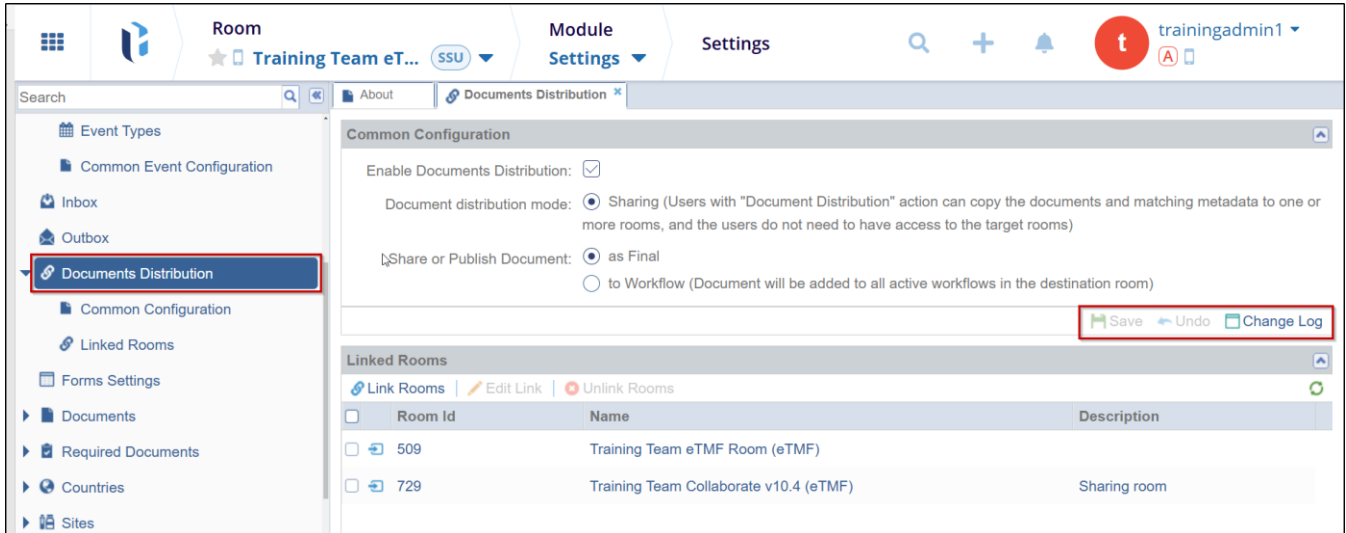 Room
Training Team eT... SSU
Module
Settings
Settings
t
trainingadmin1
A
Search
Event Types
Common Event Configuration
Inbox
Outbox
Documents Distribution
Common Configuration
Linked Rooms
Forms Settings
Documents
Required Documents
Countries
Sites
About
Documents Distribution
Common Configuration
Enable Documents Distribution:
Document distribution mode: Sharing (Users with "Document Distribution" action can copy the documents and matching metadata to one or
more rooms, and the users do not need to have access to the target rooms)
Share or Publish Document: as Final
to Workflow (Document will be added to all active workflows in the destination room)
Save Undo Change Log
Linked Rooms
Link Rooms Edit Link Unlink Rooms
Room Id Name Description
509 Training Team eTMF Room (eTMF)
729 Training Team Collaborate v10.4 (eTMF) Sharing room